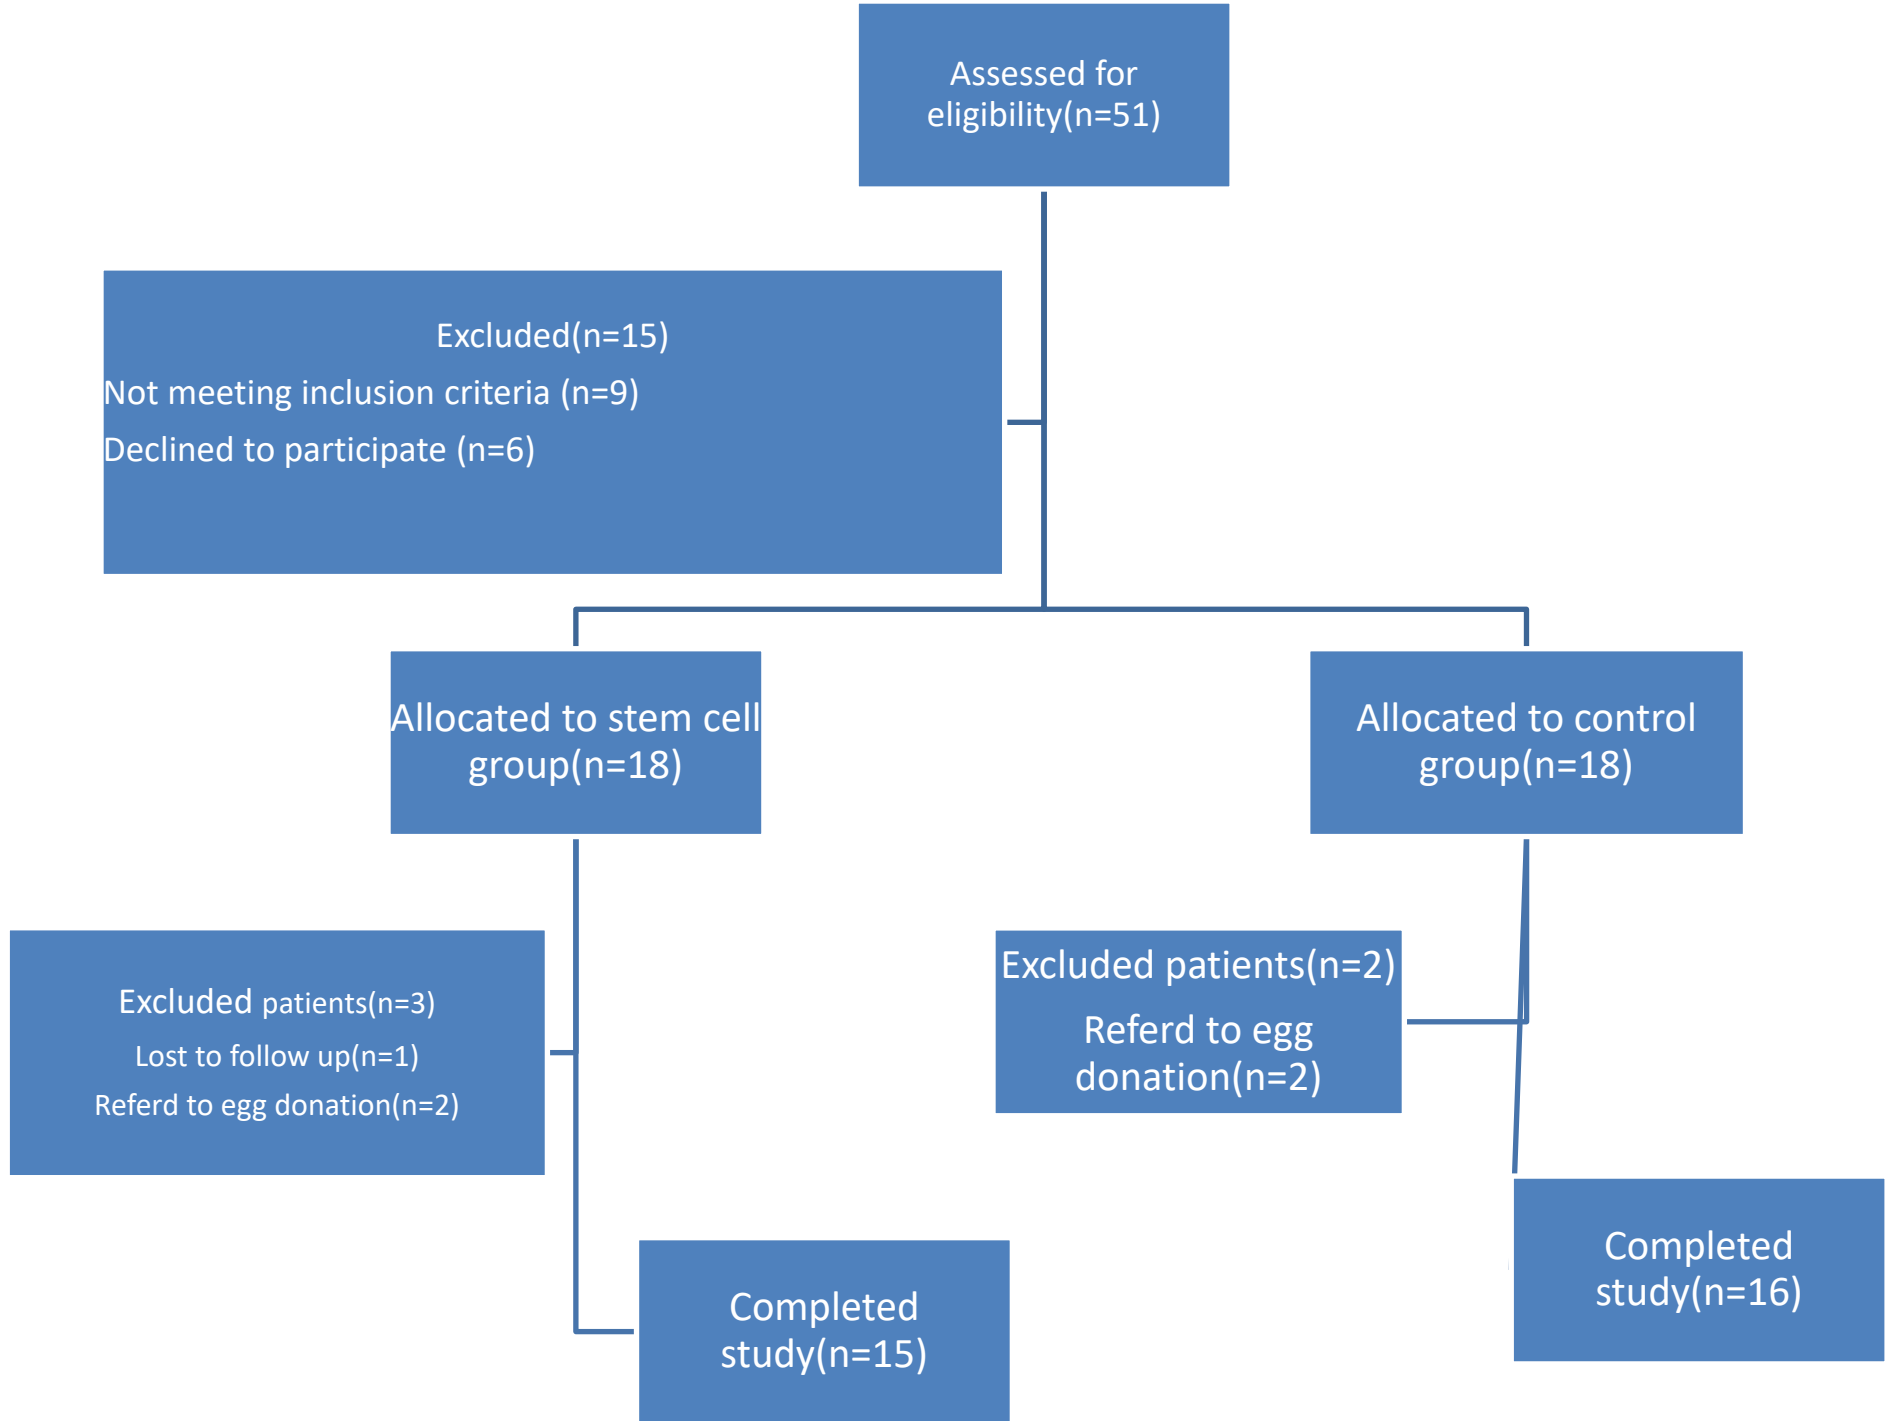 Assessed for
eligibility(n=51)
Excluded(n=15)
Not meeting inclusion criteria (n=9)
Declined to participate (n=6)
Allocated to stem cell
group(n=18)
Allocated to control
group(n=18)
Excluded patients(n=3)
Lost to follow up(n=1)
Referd to egg donation(n=2)
Excluded patients(n=2)
Referd to egg
donation(n=2)
Completed
study(n=15)
Completed
study(n=16)